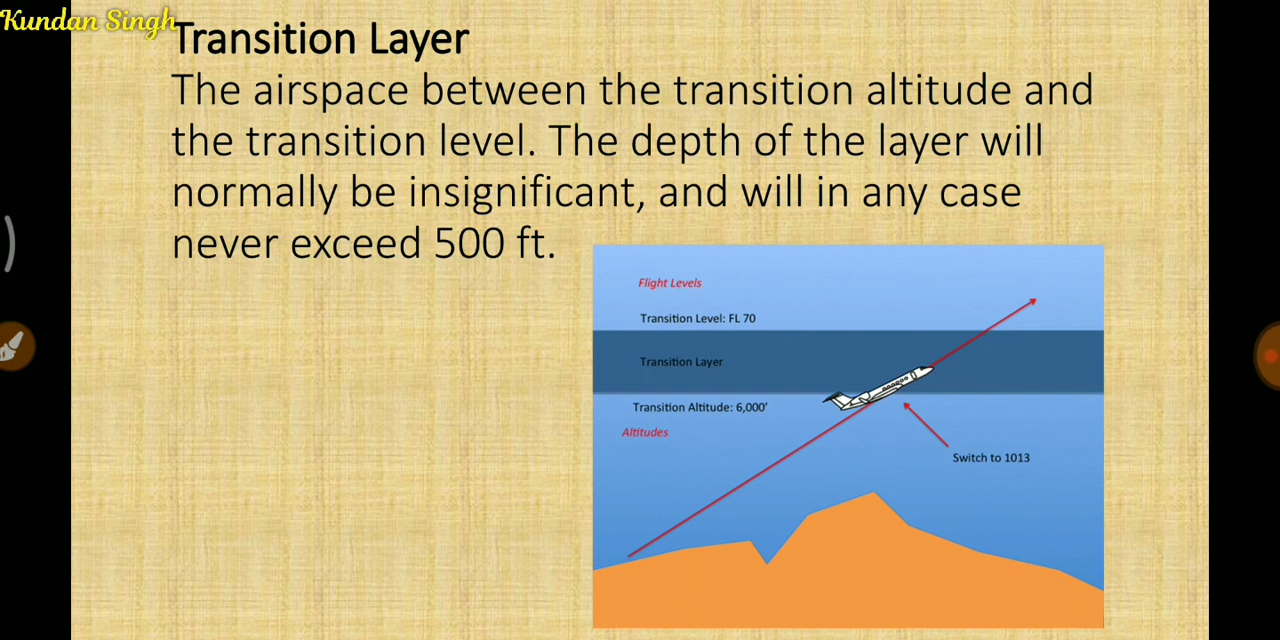 Kundan Singh
Transition Layer
The airspace between the transition altitude and
the transition level. The depth of the layer will
normally be insignificant, and will in any case
never exceed 500 ft.
Flight Levels
Transition Level: FL 70
Transition Layer
Transition Altitude: 6,000’
Altitudes
Switch to 1013